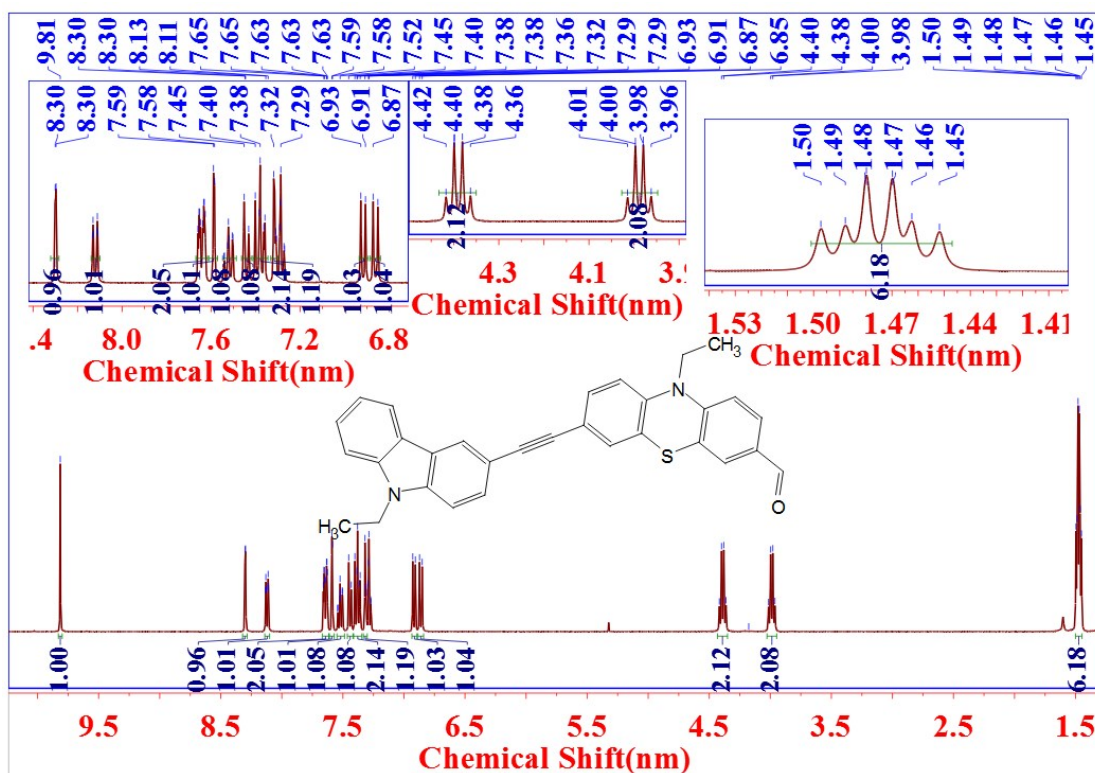 9.81 8.30 8.30 8.13 8.11 7.65 7.65 7.63 7.63 7.59 7.58 7.52 7.45 7.40 7.38 7.38 7.36 7.32 7.29 7.29 6.93 6.91 6.87 6.85 4.40 4.38 4.00 3.98 1.50 1.49 1.48 1.47 1.46 1.45
8.30 8.30 7.59 7.58 7.45 7.40 7.38 7.32 7.29 6.93 6.91 6.87
0.96 1.01 2.05 1.01 1.08 1.08 2.14 1.19 1.03 1.04
.4 8.0 7.6 7.2 6.8
Chemical Shift(nm)
4.42 4.40 4.38 4.36 4.01 4.00 3.98 3.96
2.12 2.08
4.3 4.1 3.9
Chemical Shift(nm)
1.50 1.49 1.48 1.47 1.46 1.45
6.18
1.53 1.50 1.47 1.44 1.41
Chemical Shift(nm)
CH3
N
S
N
O
H3C
1.00 0.96 1.01 2.05 1.01 1.08 1.08 2.14 1.19 1.03 1.04 2.12 2.08 6.18
9.5 8.5 7.5 6.5 5.5 4.5 3.5 2.5 1.5
Chemical Shift(nm)